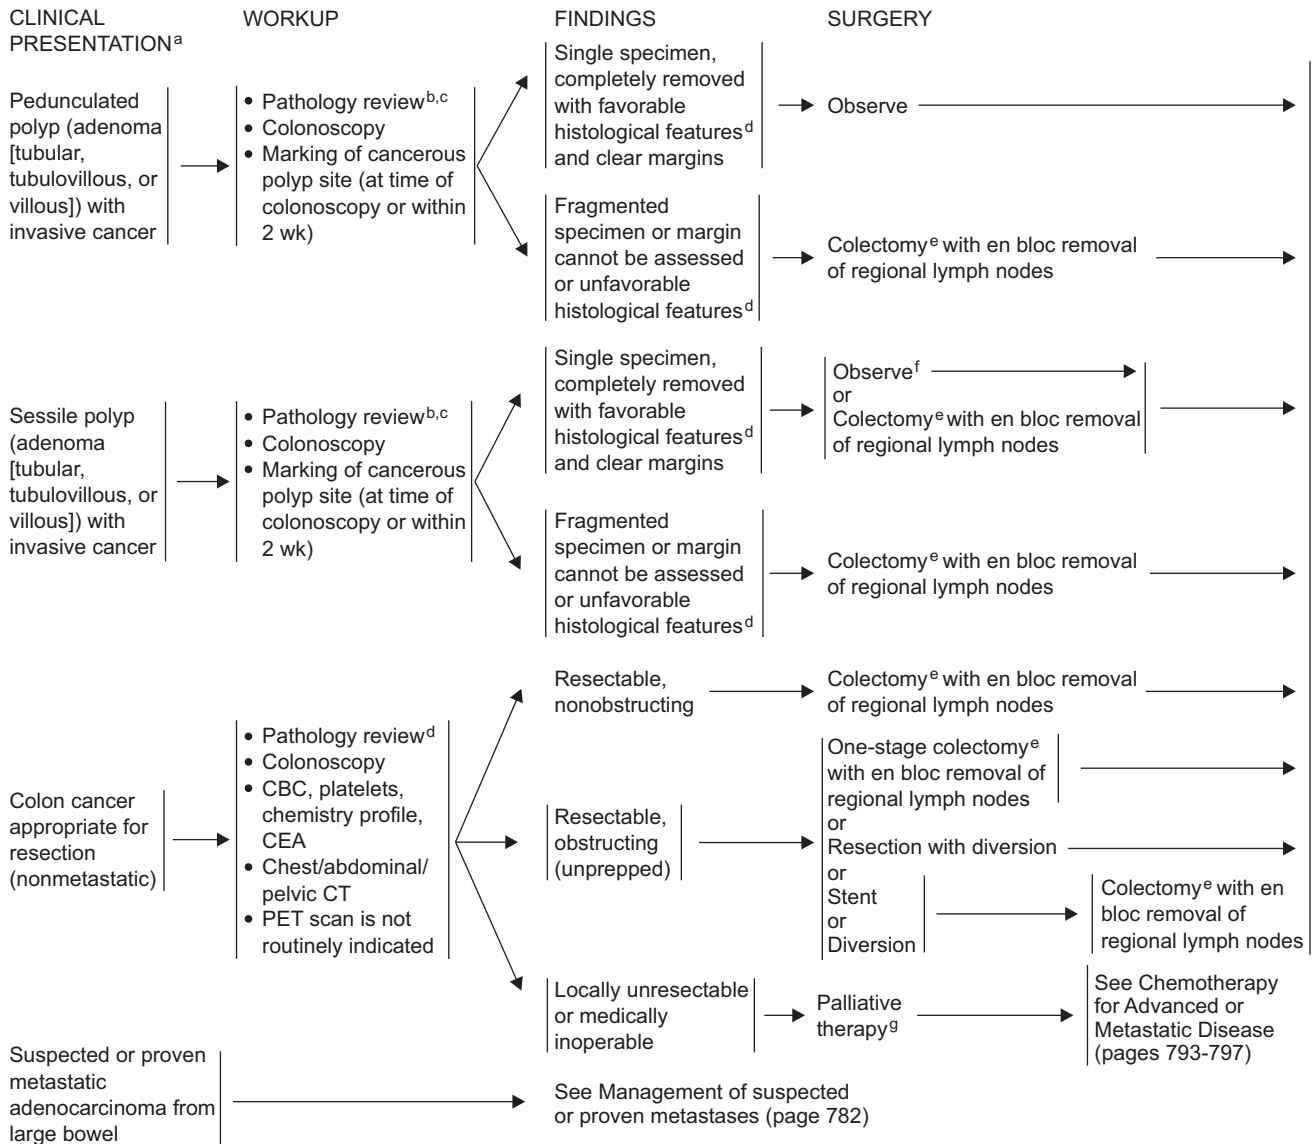 CLINICAL
PRESENTATIONa
WORKUP
FINDINGS
SURGERY
Pedunculated
polyp (adenoma
[tubular,
tubulovillous, or
villous]) with
invasive cancer
• Pathology reviewb,c
• Colonoscopy
• Marking of cancerous
polyp site (at time of
colonoscopy or within
2 wk)
Single specimen,
completely removed
with favorable
histological featuresd
and clear margins
Observe
Fragmented
specimen or margin
cannot be assessed
or unfavorable
histological featuresd
Colectomye with en bloc removal
of regional lymph nodes
Sessile polyp
(adenoma
[tubular,
tubulovillous, or
villous]) with
invasive cancer
• Pathology reviewb,c
• Colonoscopy
• Marking of cancerous
polyp site (at time of
colonoscopy or within
2 wk)
Single specimen,
completely removed
with favorable
histological featuresd
and clear margins
Observef
or
Colectomye with en bloc removal
of regional lymph nodes
Fragmented
specimen or margin
cannot be assessed
or unfavorable
histological featuresd
Colectomye with en bloc removal
of regional lymph nodes
Colon cancer
appropriate for
resection
(nonmetastatic)
• Pathology reviewd
• Colonoscopy
• CBC, platelets,
chemistry profile,
CEA
• Chest/abdominal/
pelvic CT
• PET scan is not
routinely indicated
Resectable,
nonobstructing
Colectomye with en bloc removal
of regional lymph nodes
Resectable,
obstructing
(unprepped)
One-stage colectomye
with en bloc removal of
regional lymph nodes
or
Resection with diversion
or
Stent
or
Diversion
Colectomye with en
bloc removal of
regional lymph nodes
Locally unresectable
or medically
inoperable
Palliative
therapyg
See Chemotherapy
for Advanced or
Metastatic Disease
(pages 793-797)
Suspected or proven
metastatic
adenocarcinoma from
large bowel
See Management of suspected
or proven metastases (page 782)